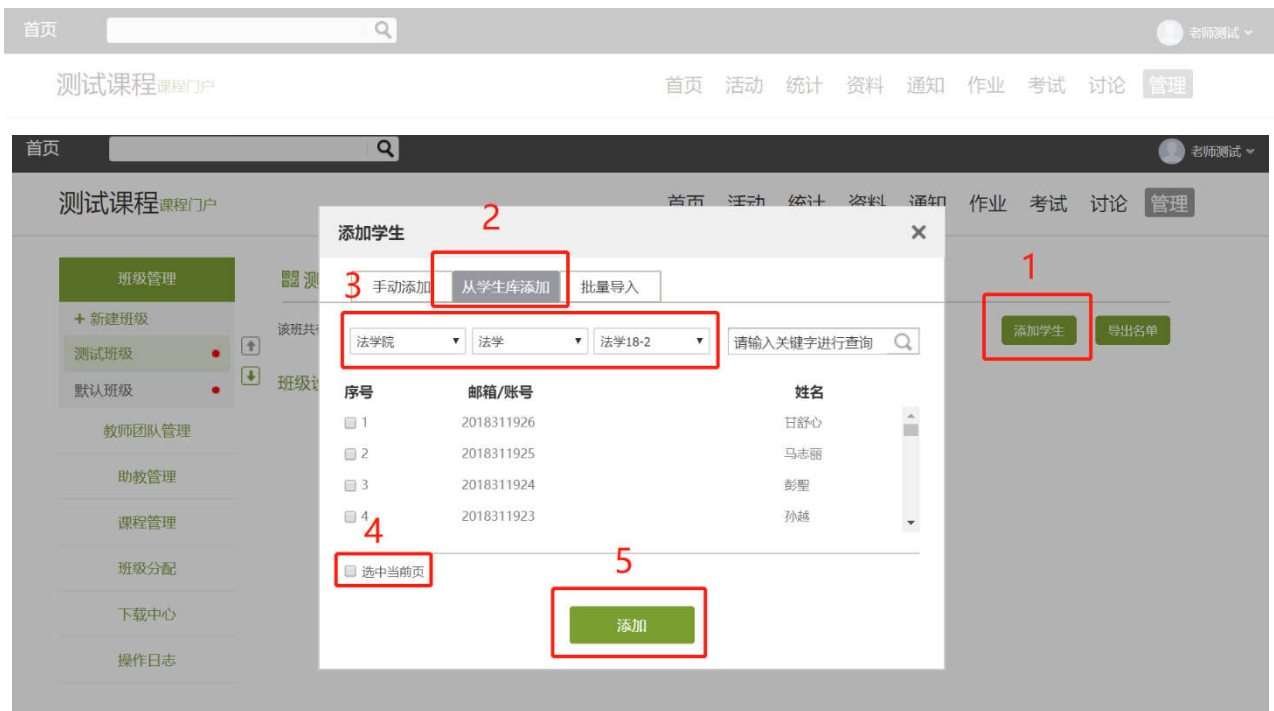 首页 老师测试
测试课程课程门户 首页 活动 统计 资料 通知 作业 考试 讨论 管理
首页 老师测试
测试课程课程门户 首页 活动 统计 资料 通知 作业 考试 讨论 管理
添加学生 2 ×
班级管理 测 3 手动添加 从学生库添加 批量导入 1
+ 新建班级 该班共有 法学院 法学 法学18-2 请输入关键字进行查询 添加学生 导出名单
测试班级
默认班级 班级设 序号 邮箱/账号 姓名
1 2018311926 甘舒心
教师团队管理
2 2018311925 马志丽
助教管理
3 2018311924 彭聖
4 2018311923 孙越
课程管理
4
班级分配 选中当前页 5
下载中心 添加
操作日志